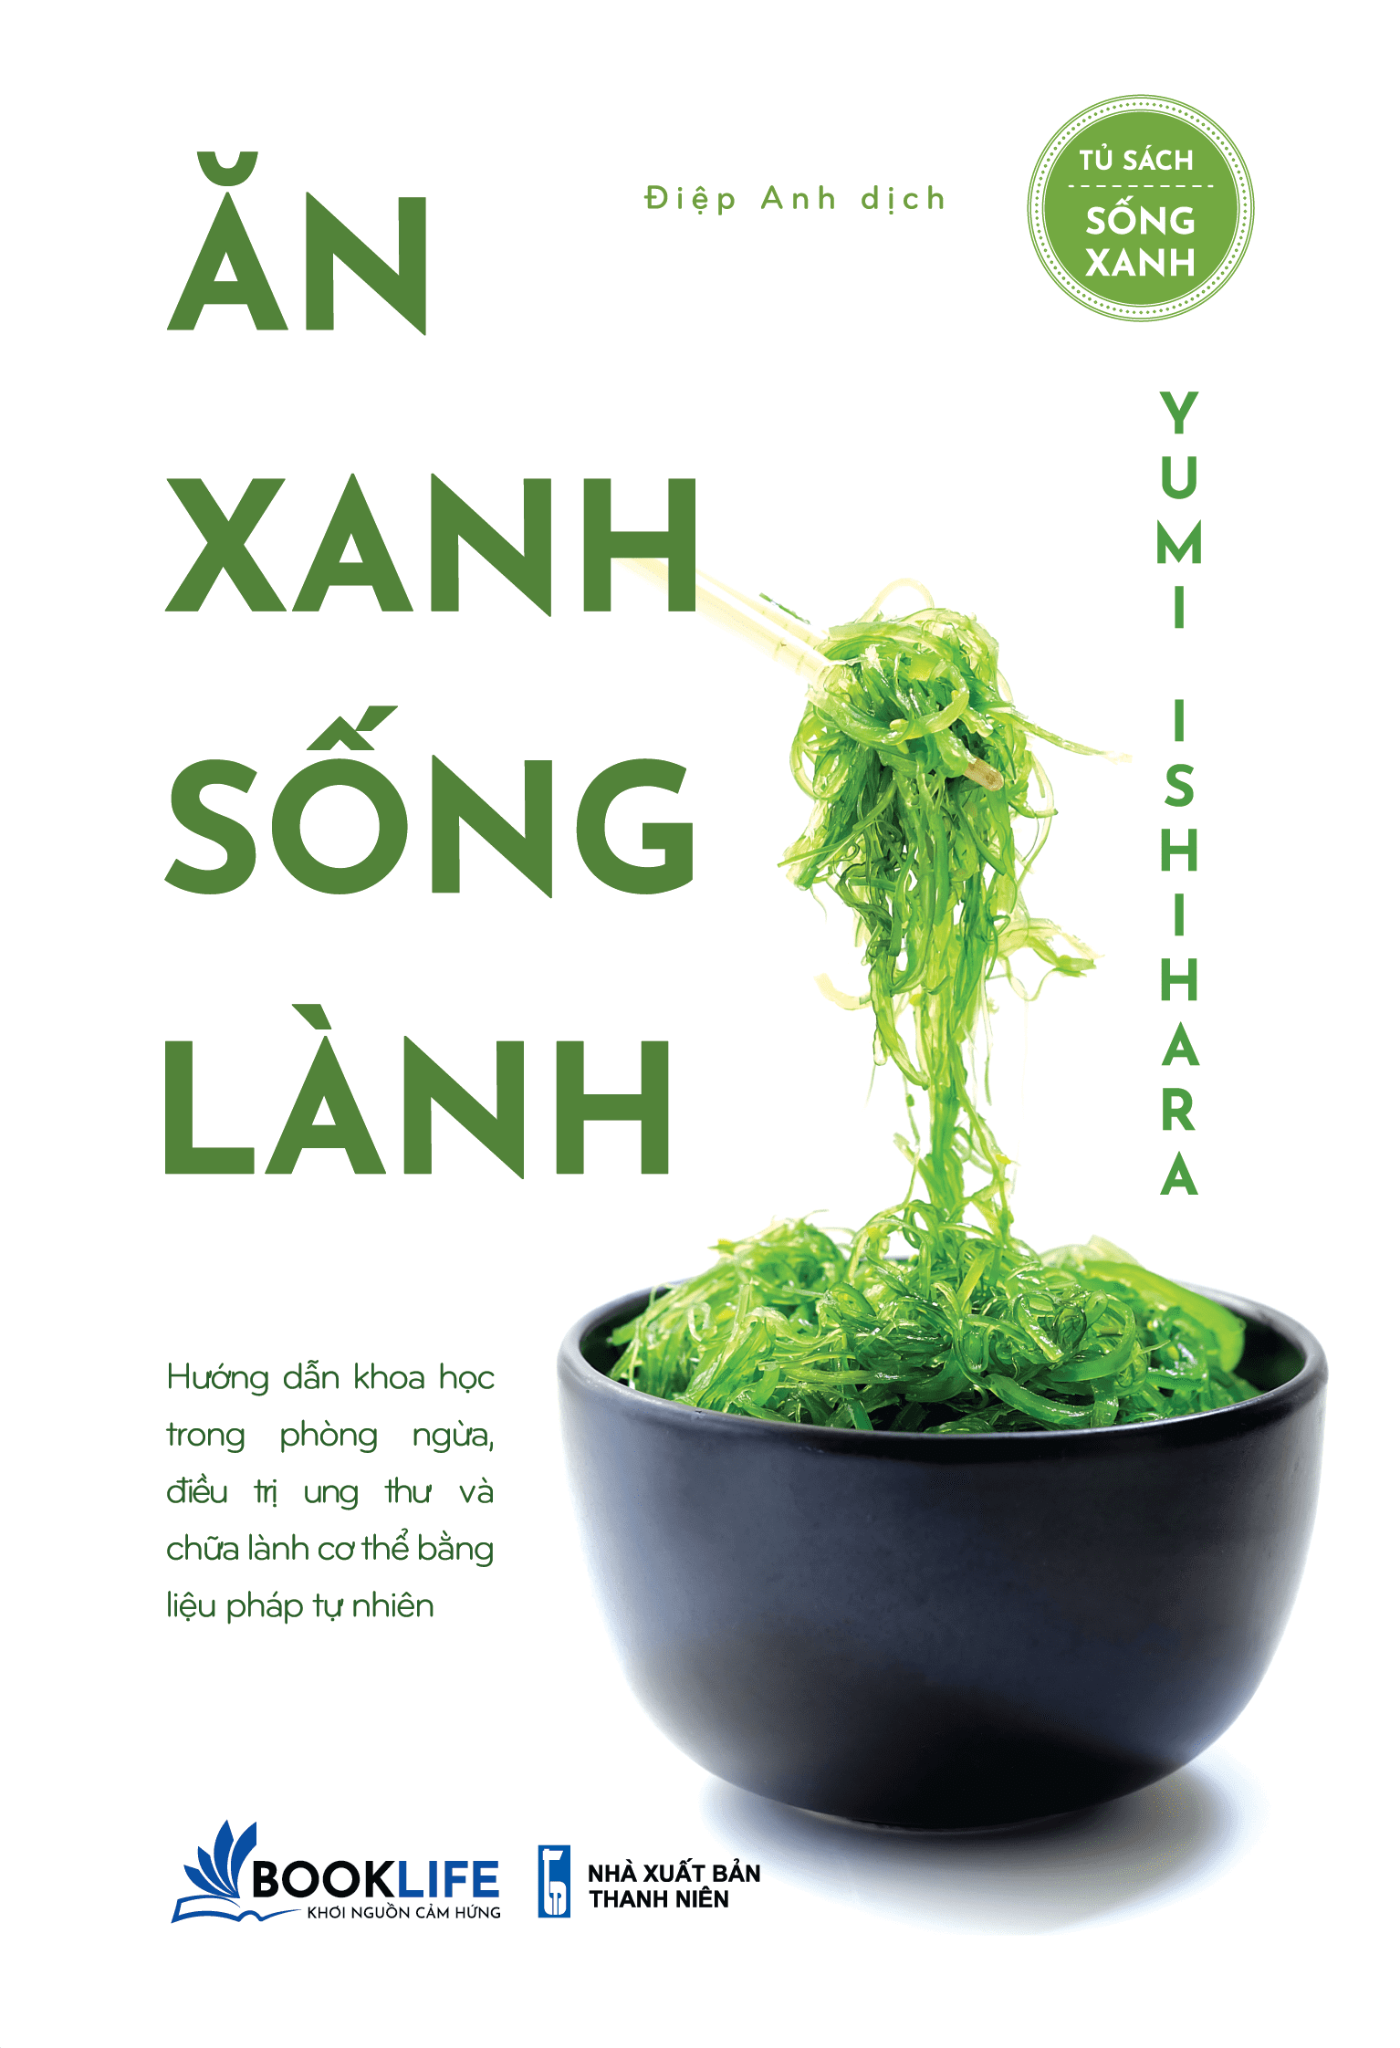 ĂN
XANH
SỐNG
LÀNH
Điệp Anh dịch
TỦ SÁCH
SỐNG
XANH
YUMI ISHIHARA
Hướng dẫn khoa học
trong phòng ngừa,
điều trị ung thư và
chữa lành cơ thể bằng
liệu pháp tự nhiên
BOOKLIFE
KHƠI NGUỒN CẢM HỨNG
NHÀ XUẤT BẢN
THANH NIÊN